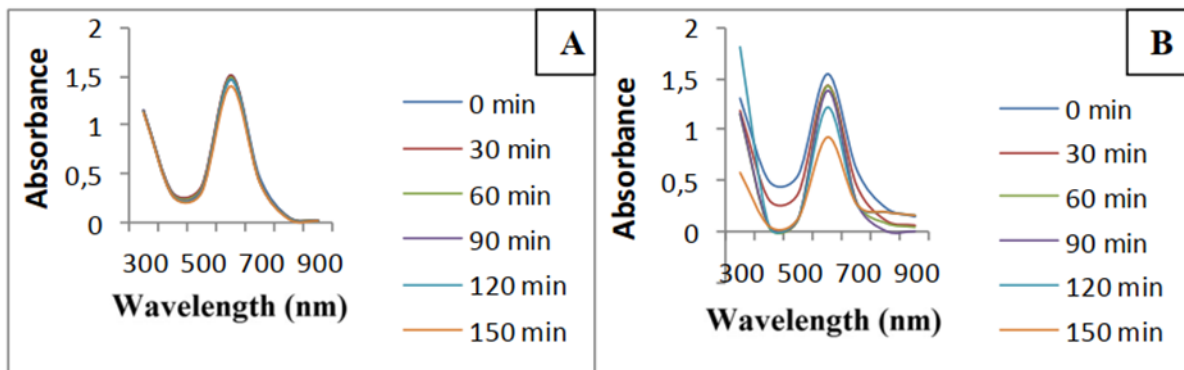 A
Absorbance
2
1,5
1
0,5
0
300 500 700 900
Wavelength (nm)
0 min
30 min
60 min
90 min
120 min
150 min
B
Absorbance
2
1,5
1
0,5
0
300 500 700 900
Wavelength (nm)
0 min
30 min
60 min
90 min
120 min
150 min